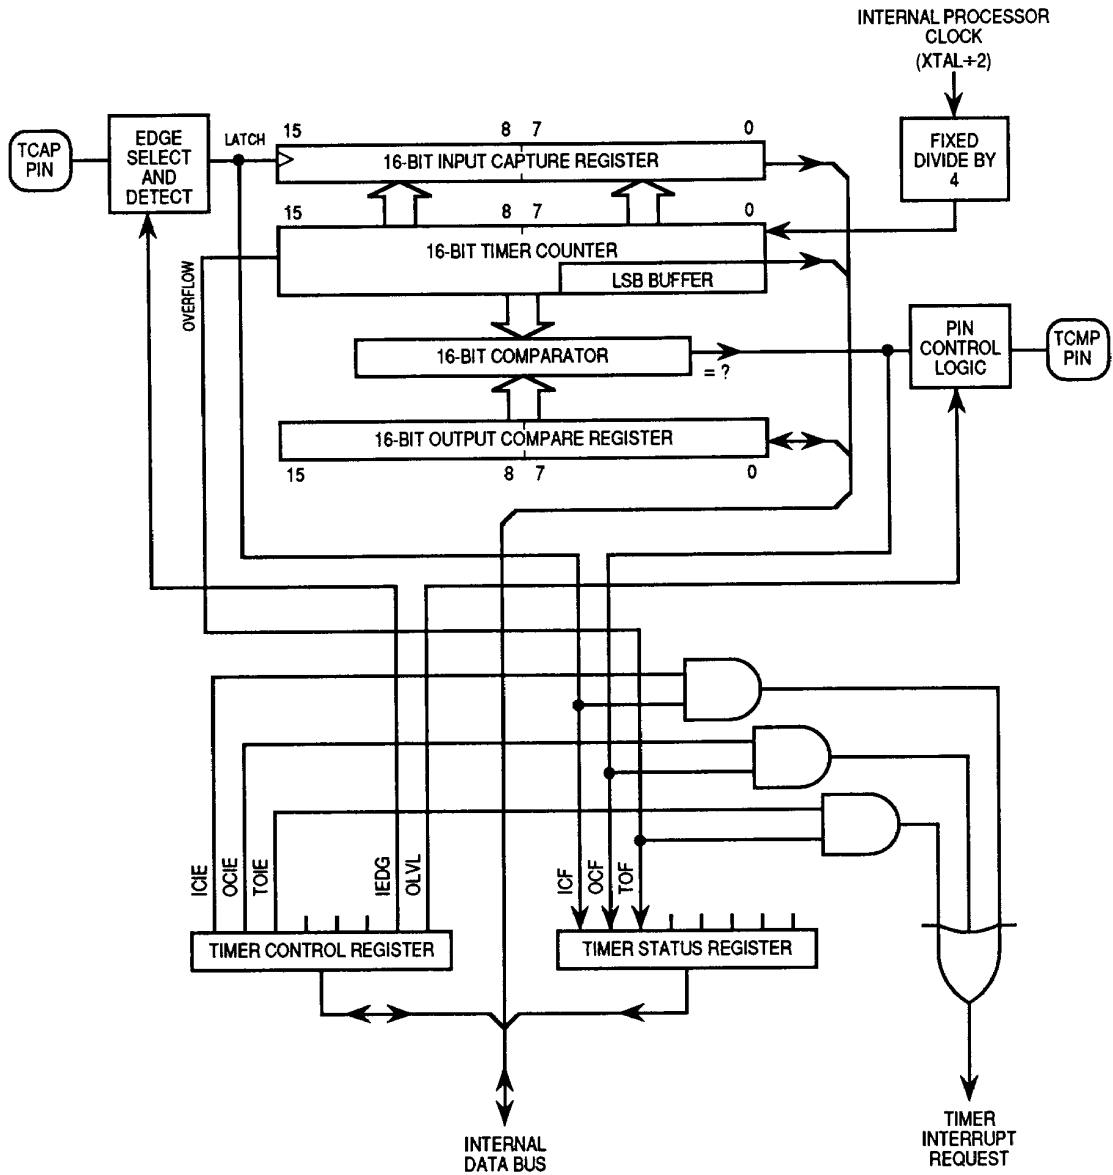 INTERNAL PROCESSOR
CLOCK
(XTAL÷2)
TCAP
PIN
EDGE
SELECT
AND
DETECT
LATCH
15
8 7
0
16-BIT INPUT CAPTURE REGISTER
FIXED
DIVIDE BY
4
15
8 7
0
16-BIT TIMER COUNTER
LSB BUFFER
OVERFLOW
16-BIT COMPARATOR
= ?
PIN
CONTROL
LOGIC
TCMP
PIN
16-BIT OUTPUT COMPARE REGISTER
15
8 7
0
ICIE
OCIE
TOIE
IEDG
OLVL
ICF
OCF
TOF
TIMER CONTROL REGISTER
TIMER STATUS REGISTER
INTERNAL
DATA BUS
TIMER
INTERRUPT
REQUEST